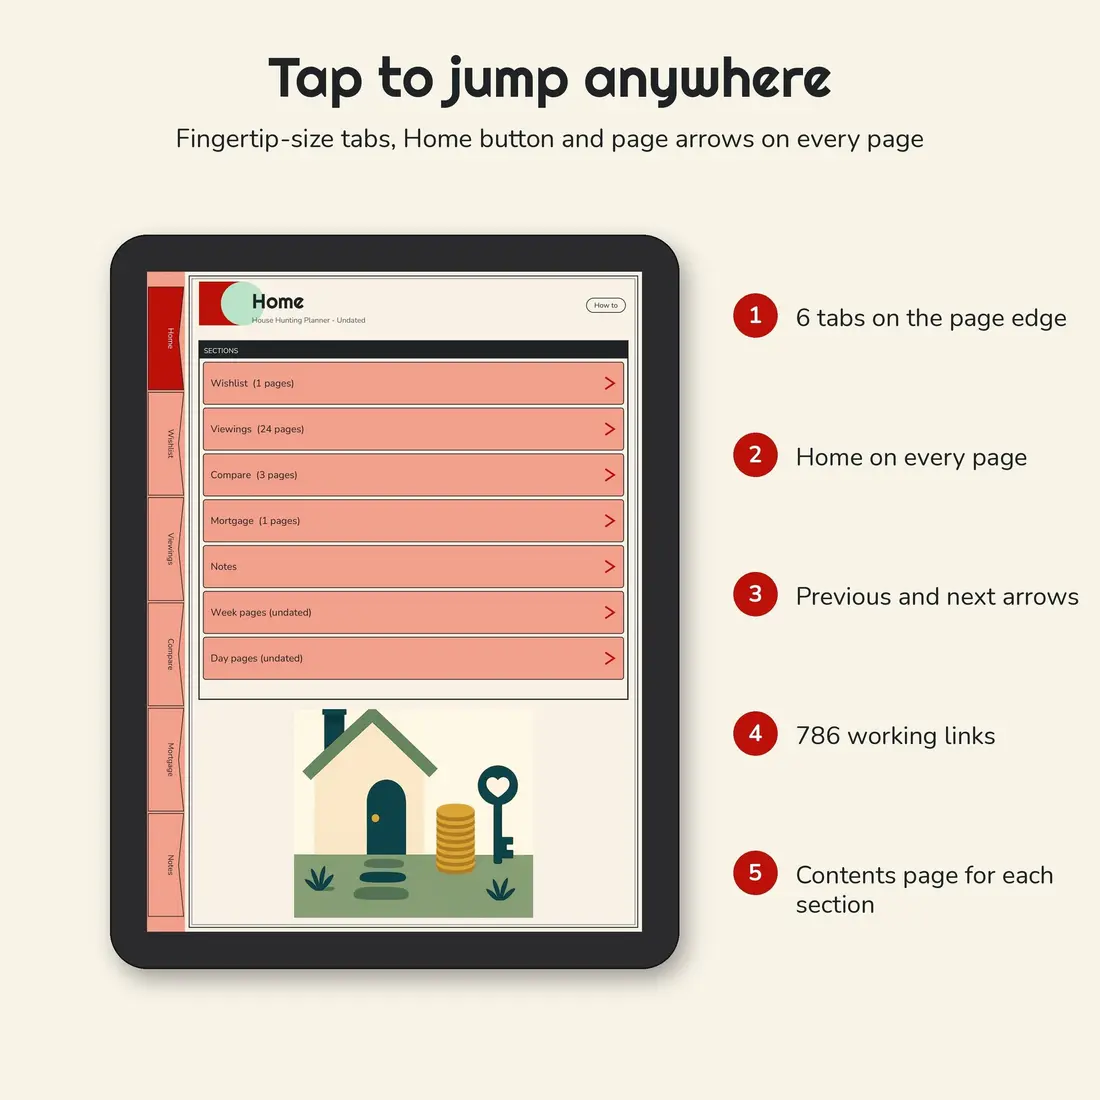 Tap to jump anywhere
Fingertip-size tabs, Home button and page arrows on every page
Home
Wishlist
Viewings
Compare
Mortgage
Notes
Home
House Hunting Planner - Undated
How to
SECTIONS
Wishlist (1 pages)
Viewings (24 pages)
Compare (3 pages)
Mortgage (1 pages)
Notes
Week pages (undated)
Day pages (undated)
1 6 tabs on the page edge
2 Home on every page
3 Previous and next arrows
4 786 working links
5 Contents page for each
section